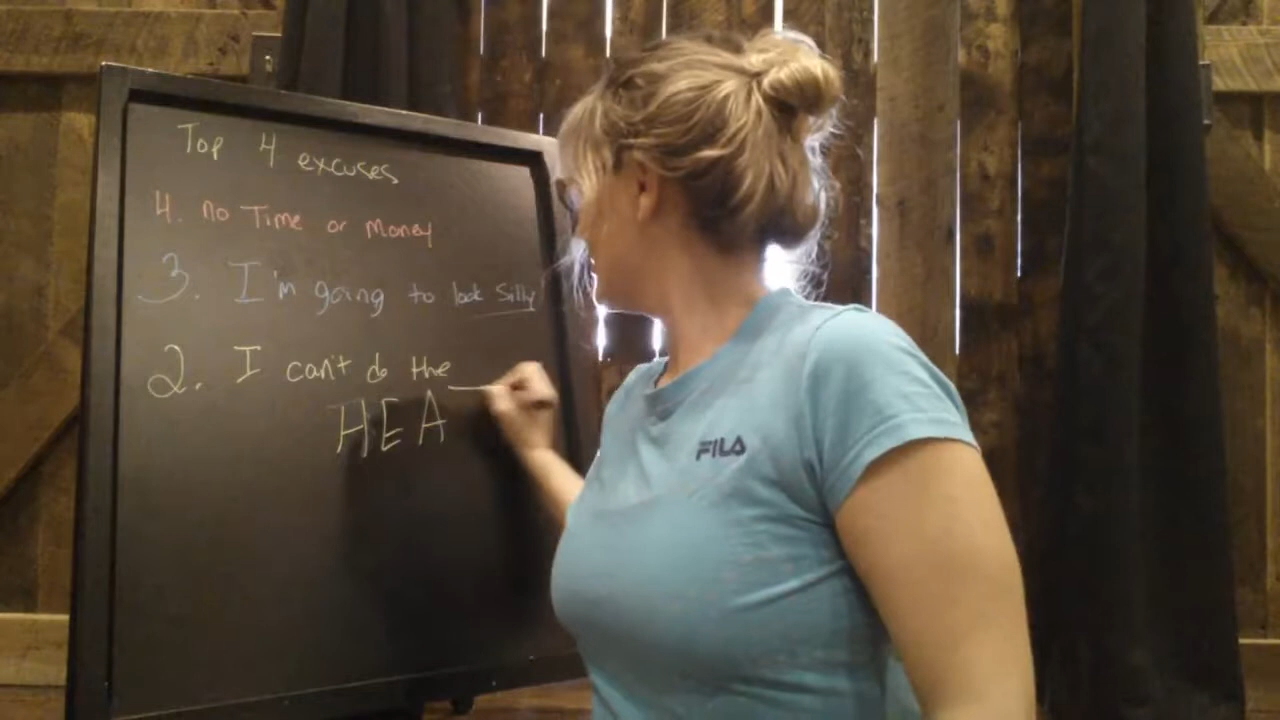 Top 4 excuses
4. no Time or Money
3. I'm going to look Silly
2. I can't do the
HEA
FILA